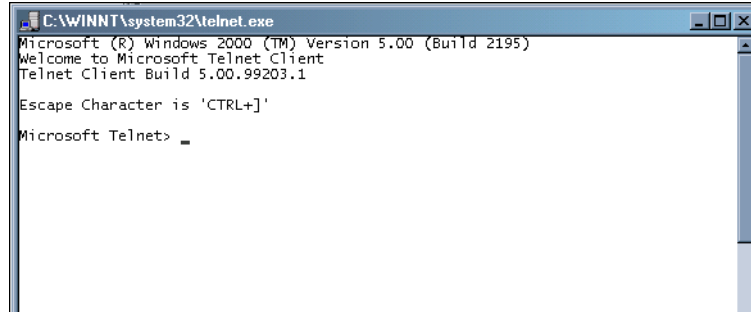 C:\WINNT\system32\telnet.exe
Microsoft (R) Windows 2000 (TM) Version 5.00 (Build 2195)
Welcome to Microsoft Telnet Client
Telnet Client Build 5.00.99203.1
Escape Character is 'CTRL+]'
Microsoft Telnet> _